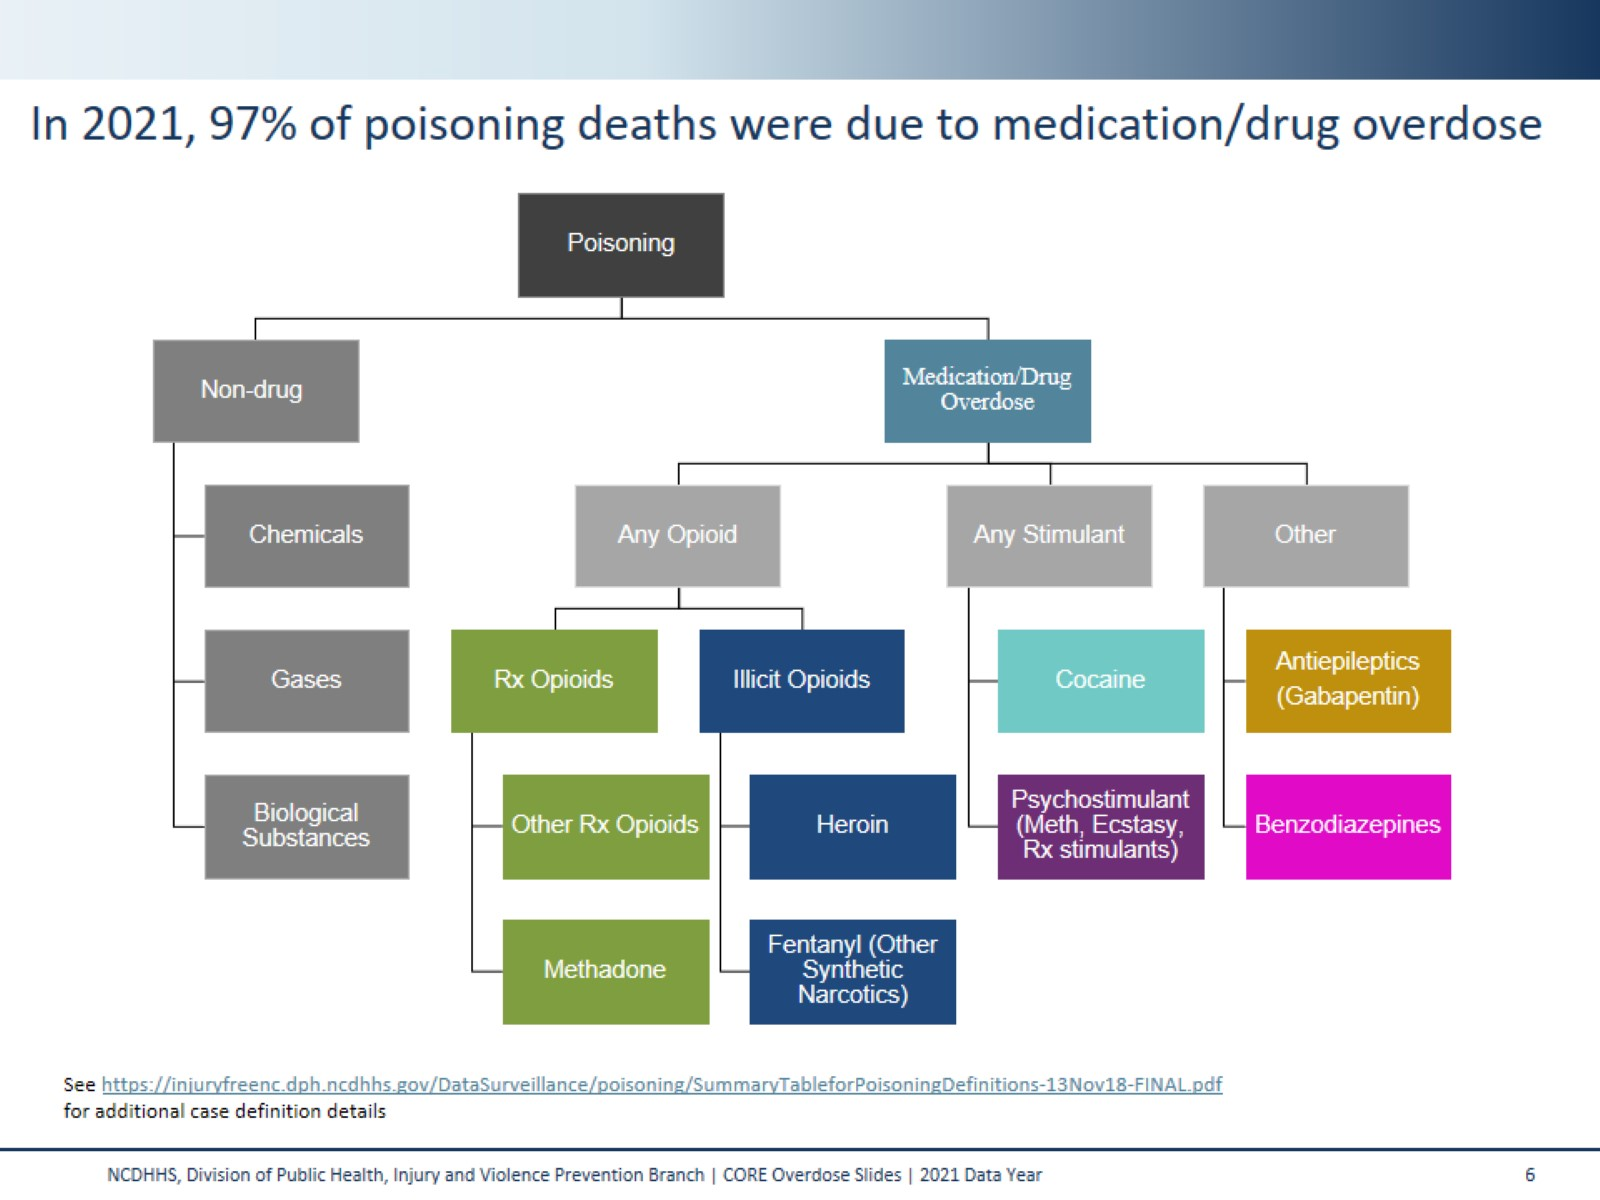 In 2021, 97% of poisoning deaths were due to medication/drug overdose
Poisoning
Non-drug
Medication/Drug
Overdose
Chemicals
Any Opioid
Any Stimulant
Other
Gases
Rx Opioids
Illicit Opioids
Cocaine
Antiepileptics
(Gabapentin)
Biological
Substances
Other Rx Opioids
Heroin
Psychostimulant
(Meth, Ecstasy,
Rx stimulants)
Benzodiazepines
Methadone
Fentanyl (Other
Synthetic
Narcotics)
See https://injuryfreenc.dph.ncdhhs.gov/DataSurveillance/poisoning/SummaryTableforPoisoningDefinitions-13Nov18-FINAL.pdf
for additional case definition details
NCDHHS, Division of Public Health, Injury and Violence Prevention Branch | CORE Overdose Slides | 2021 Data Year
6